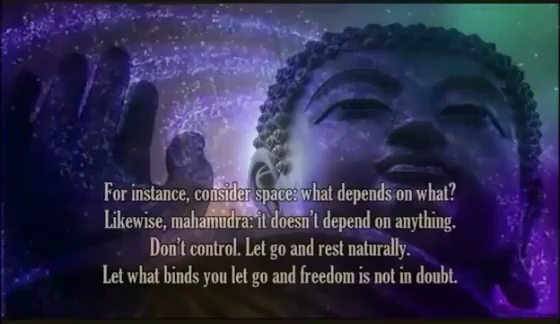 For instance, consider space: what depends on what?
Likewise, mahamudra: it doesn't depend on anything.
Don't control. Let go and rest naturally.
Let what binds you let go and freedom is not in doubt.